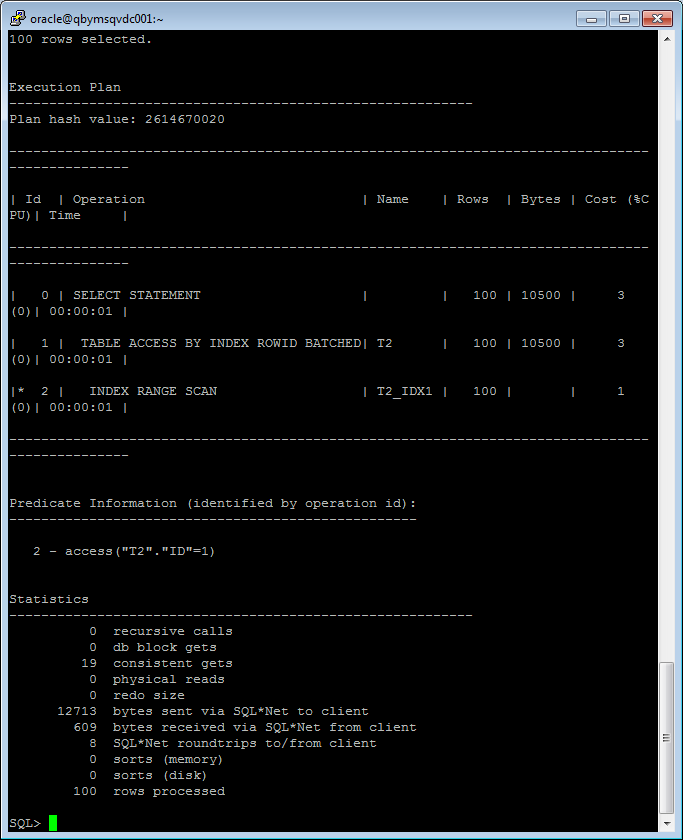 oracle@qbymsqvdc001:~
100 rows selected.
Execution Plan
----------------------------------------------------------
Plan hash value: 2614670020
--------------------------------------------------------------------------------
---------------
| Id  | Operation                           | Name    | Rows  | Bytes | Cost (%C
PU)| Time     |
--------------------------------------------------------------------------------
---------------
|   0 | SELECT STATEMENT                    |         |   100 | 10500 |     3
(0)| 00:00:01 |
|   1 |  TABLE ACCESS BY INDEX ROWID BATCHED| T2      |   100 | 10500 |     3
(0)| 00:00:01 |
|*  2 |   INDEX RANGE SCAN                  | T2_IDX1 |   100 |       |     1
(0)| 00:00:01 |
--------------------------------------------------------------------------------
---------------
Predicate Information (identified by operation id):
---------------------------------------------------
   2 - access("T2"."ID"=1)
Statistics
----------------------------------------------------------
          0  recursive calls
          0  db block gets
         19  consistent gets
          0  physical reads
          0  redo size
      12713  bytes sent via SQL*Net to client
        609  bytes received via SQL*Net from client
          8  SQL*Net roundtrips to/from client
          0  sorts (memory)
          0  sorts (disk)
        100  rows processed
SQL>